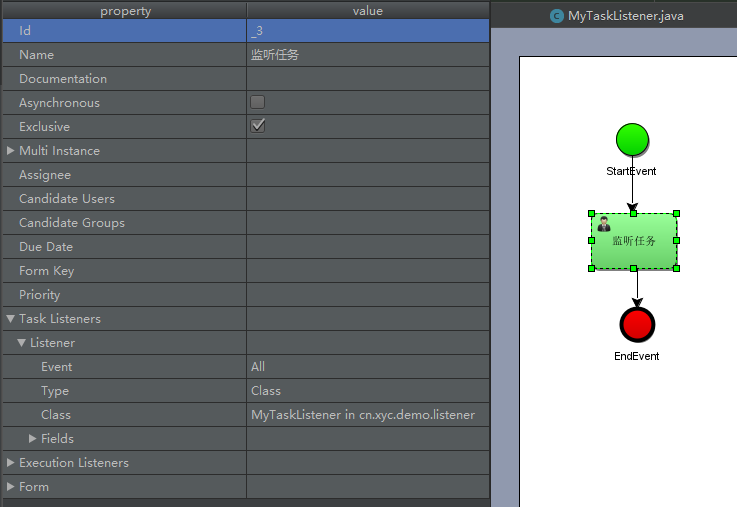 property value
Id _3
Name 监听任务
Documentation
Asynchronous
Exclusive
Multi Instance
Assignee
Candidate Users
Candidate Groups
Due Date
Form Key
Priority
Task Listeners
Listener
Event All
Type Class
Class MyTaskListener in cn.xyc.demo.listener
Fields
Execution Listeners
Form
C MyTaskListener.java
StartEvent
监听任务
EndEvent